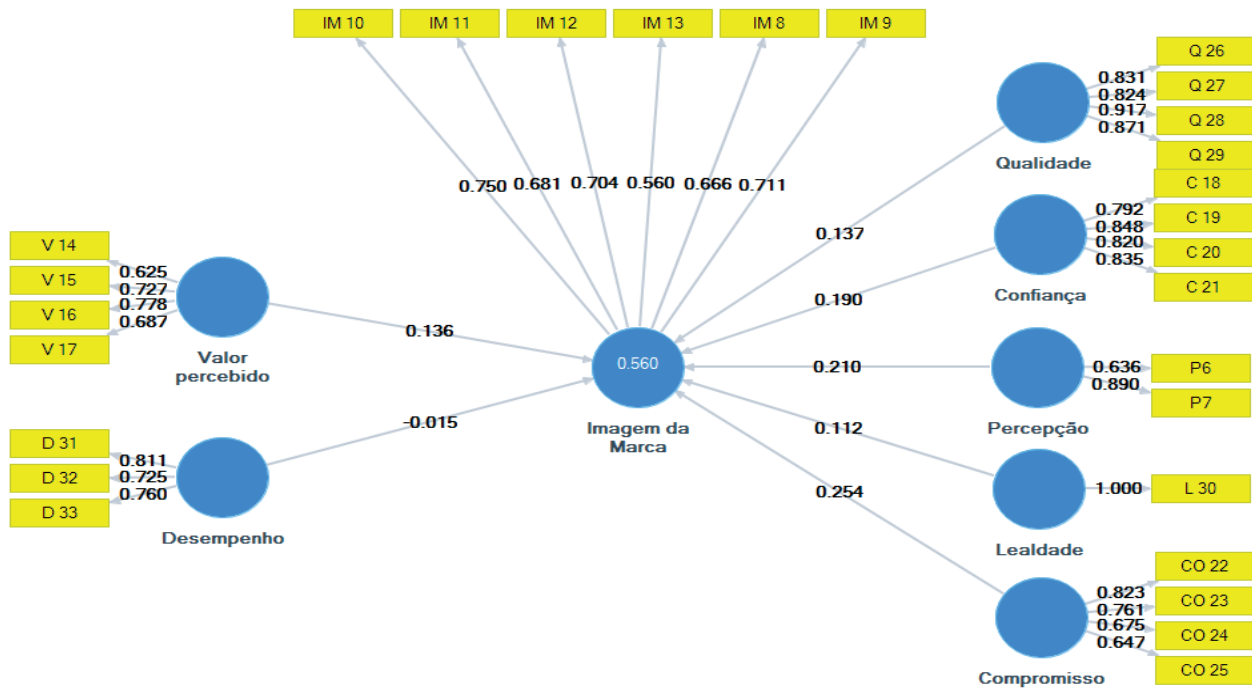 IM 10
IM 11
IM 12
IM 13
IM 8
IM 9
0.750
0.681
0.704
0.560
0.666
0.711
V 14
V 15
V 16
V 17
0.625
0.727
0.778
0.687
Valor
percebido
0.136
D 31
D 32
D 33
0.811
0.725
0.760
Desempenho
-0.015
0.560
Imagem da
Marca
Q 26
Q 27
Q 28
Q 29
0.831
0.824
0.917
0.871
Qualidade
0.137
C 18
C 19
C 20
C 21
0.792
0.848
0.820
0.835
Confiança
0.190
P6
P7
0.636
0.890
Percepção
0.210
L 30
1.000
Lealdade
0.112
CO 22
CO 23
CO 24
CO 25
0.823
0.761
0.675
0.647
Compromisso
0.254